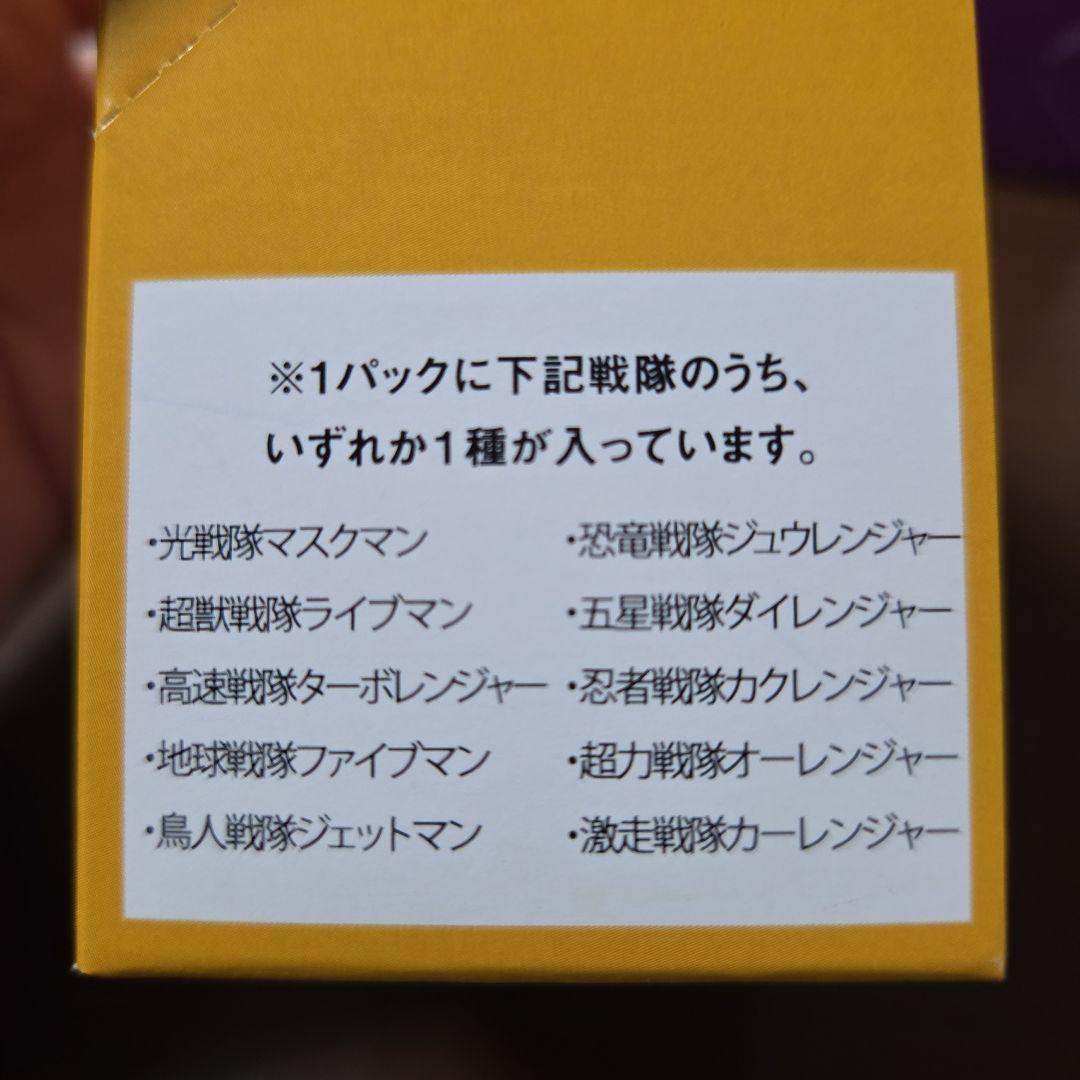 ※1パックに下記戦隊のうち、
いずれか1種が入っています。
・光戦隊マスクマン
・超獣戦隊ライブマン
・高速戦隊ターボレンジャー
・地球戦隊ファイブマン
・鳥人戦隊ジェットマン
・恐竜戦隊ジュウレンジャー
・五星戦隊ダイレンジャー
・忍者戦隊カクレンジャー
・超力戦隊オーレンジャー
・激走戦隊カーレンジャー